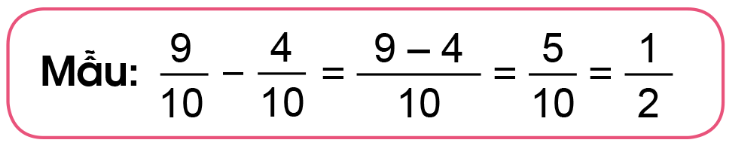 Mẫu: 9/10 – 4/10 = (9 – 4)/10 = 5/10 = 1/2